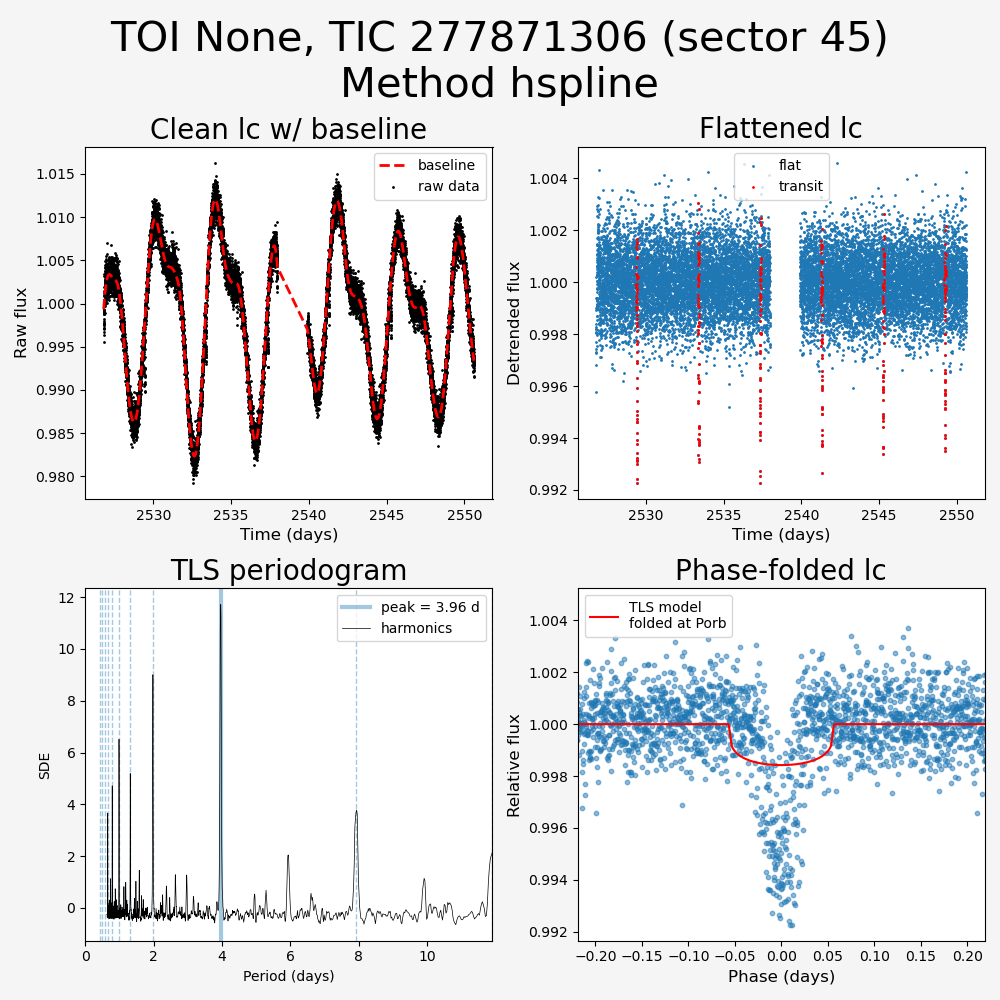 TOI None, TIC 277871306 (sector 45)
Method hspline
Clean lc w/ baseline
baseline
raw data
1.015
1.010
1.005
1.000
0.995
0.990
0.985
0.980
Raw flux
2530 2535 2540 2545 2550
Time (days)
Flattened lc
flat
transit
1.004
1.002
1.000
0.998
0.996
0.994
0.992
Detrended flux
2530 2535 2540 2545 2550
Time (days)
TLS periodogram
peak = 3.96 d
harmonics
12
10
8
6
4
2
0
SDE
0 2 4 6 8 10
Period (days)
Phase-folded lc
TLS model
folded at Porb
1.004
1.002
1.000
0.998
0.996
0.994
0.992
Relative flux
−0.20 −0.15 −0.10 −0.05 0.00 0.05 0.10 0.15 0.20
Phase (days)